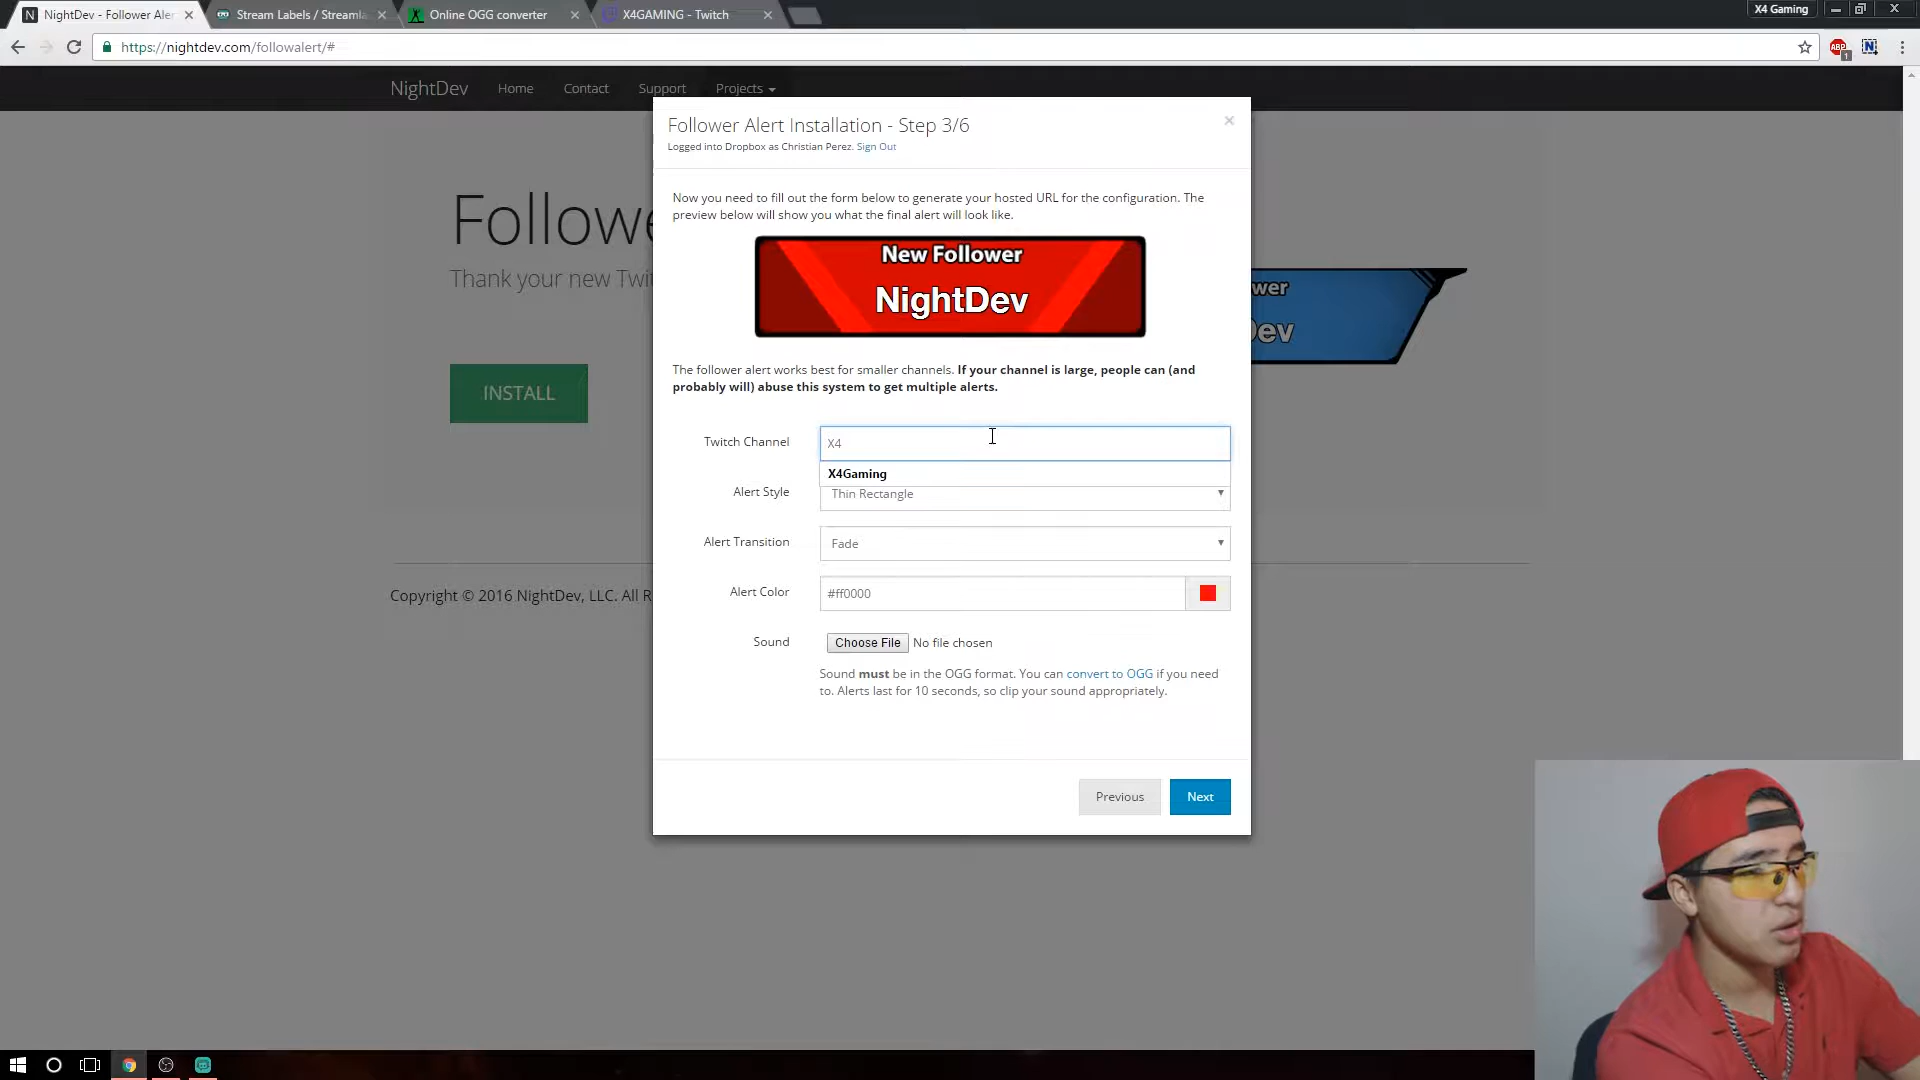 NightDev - Follower Aler
Stream Labels / Streamla
Online OGG converter
X4GAMING - Twitch
X4 Gaming
https://nightdev.com/followalert/#
ABP
1
N
NightDev
Home
Contact
Support
Projects
Follower Alert Installation - Step 3/6
Logged into Dropbox as Christian Perez. Sign Out
Now you need to fill out the form below to generate your hosted URL for the configuration. The
preview below will show you what the final alert will look like.
New Follower
NightDev
The follower alert works best for smaller channels. If your channel is large, people can (and
probably will) abuse this system to get multiple alerts.
Twitch Channel
X4
X4Gaming
Alert Style
Thin Rectangle
Alert Transition
Fade
Alert Color
#ff0000
Sound
Choose File No file chosen
Sound must be in the OGG format. You can convert to OGG if you need
to. Alerts last for 10 seconds, so clip your sound appropriately.
Previous
Next
Followe
Thank your new Twi
INSTALL
wer
Dev
Copyright © 2016 NightDev, LLC. All R